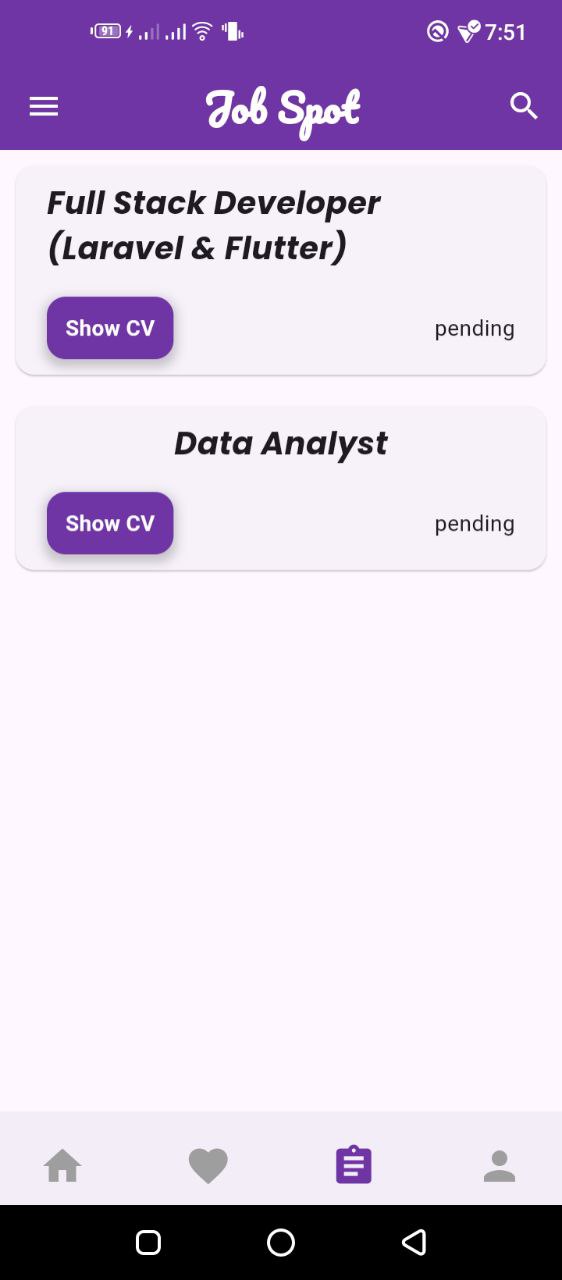 91 7:51
Job Spot
Full Stack Developer
(Laravel & Flutter)
Show CV pending
Data Analyst
Show CV pending